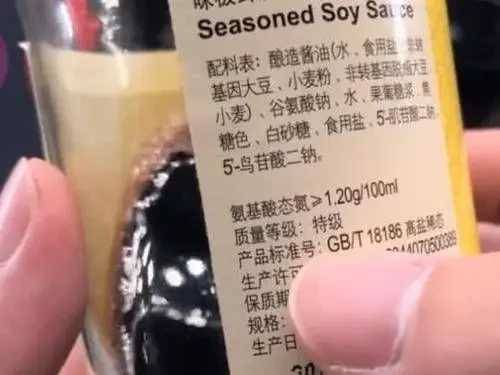 Seasoned Soy Sauce
配料表：酿造酱油(水、食用盐、非转
基因大豆、小麦粉、非转基因脱脂大豆、
小麦)、谷氨酸钠、水、果葡糖浆、焦
糖色、白砂糖、食用盐、5'-肌苷酸二钠、
5'-鸟苷酸二钠。
氨基酸态氮≥1.20g/100ml
质量等级：特级
产品标准号：GB/T 18186 高盐稀态
生产许可
保质期
规格：
生产日